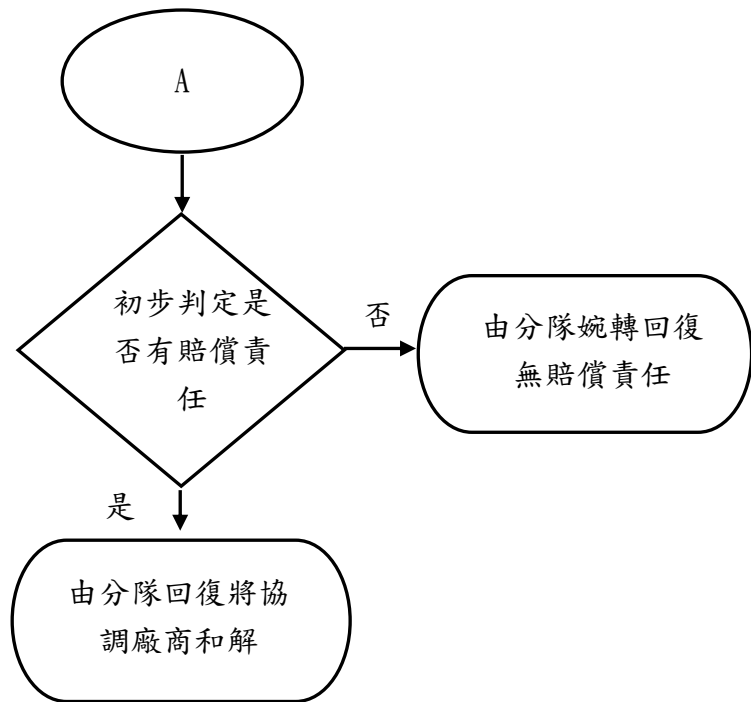 A
初步判定是
否有賠償責
任
否
由分隊婉轉回復
無賠償責任
是
由分隊回復將協
調廠商和解